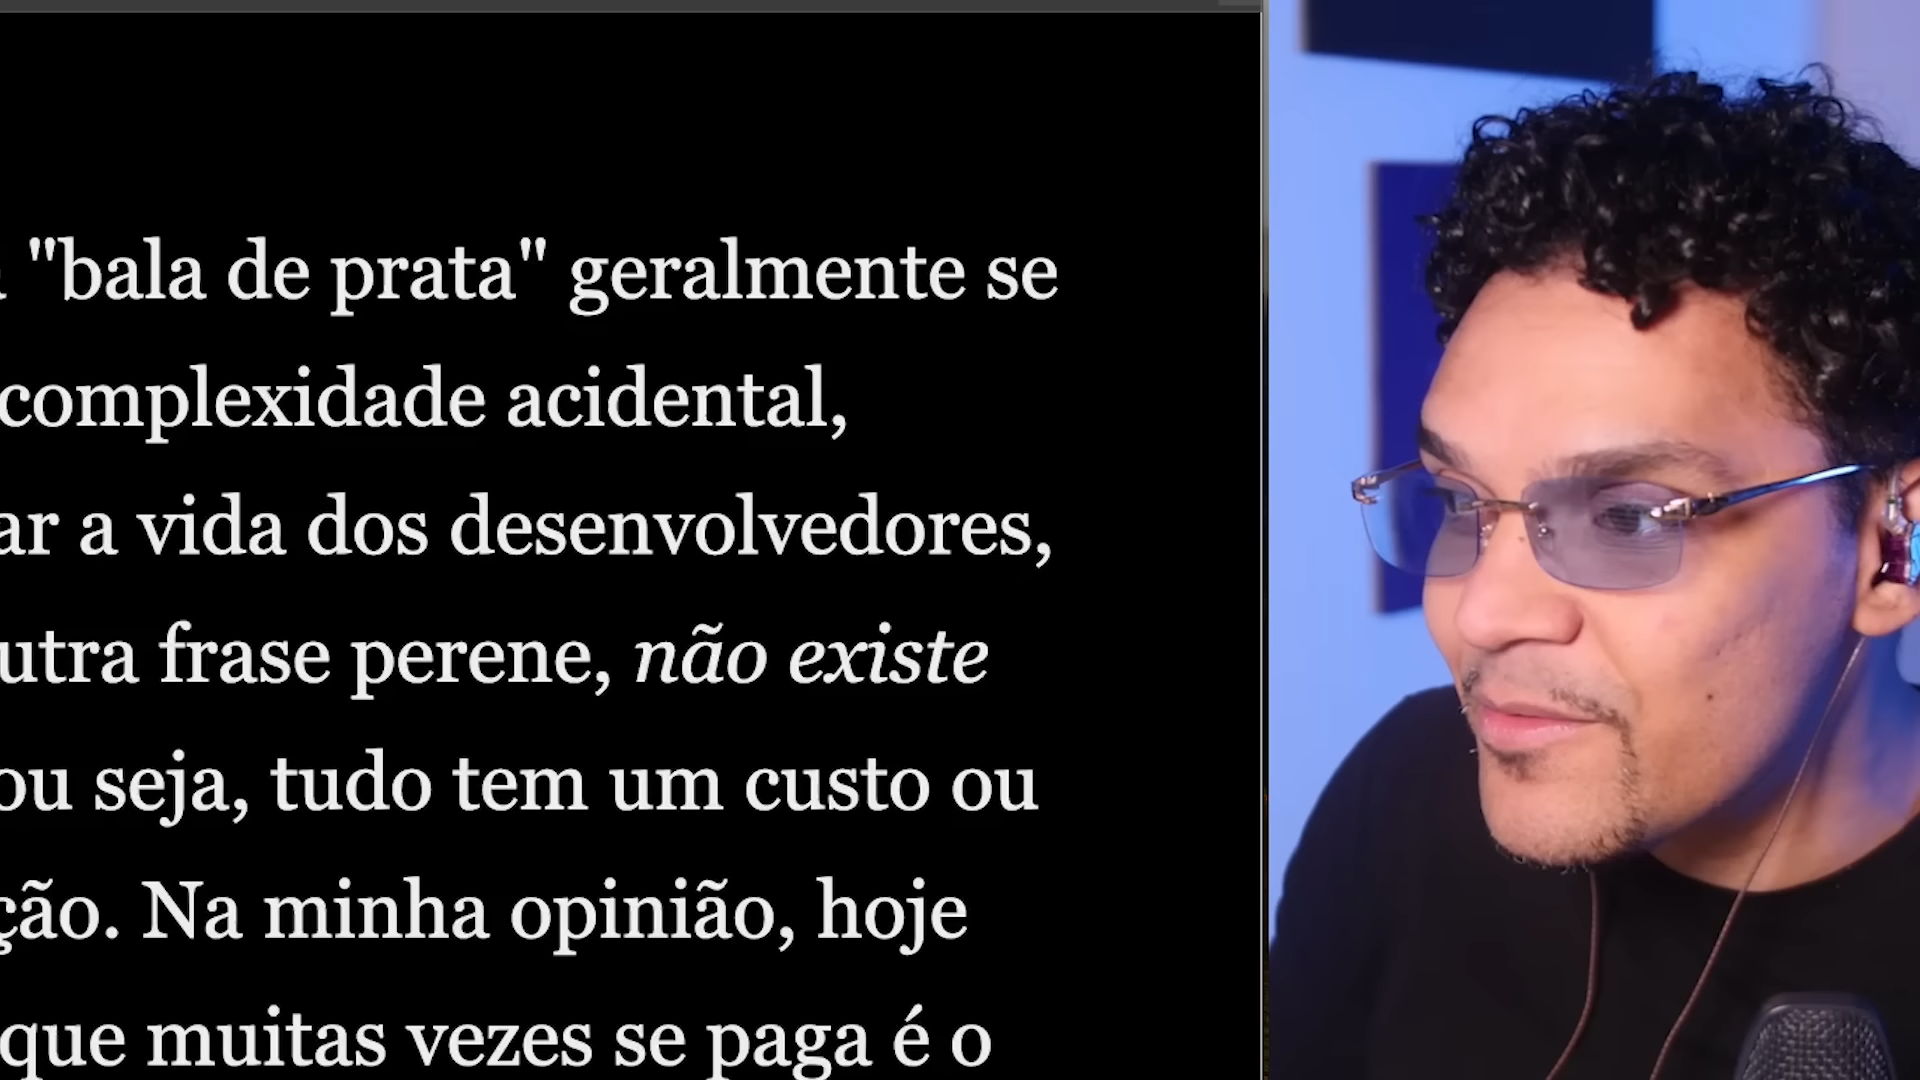 "bala de prata" geralmente se
complexidade acidental,
ar a vida dos desenvolvedores,
utra frase perene, não existe
ou seja, tudo tem um custo ou
ção. Na minha opinião, hoje
que muitas vezes se paga é o